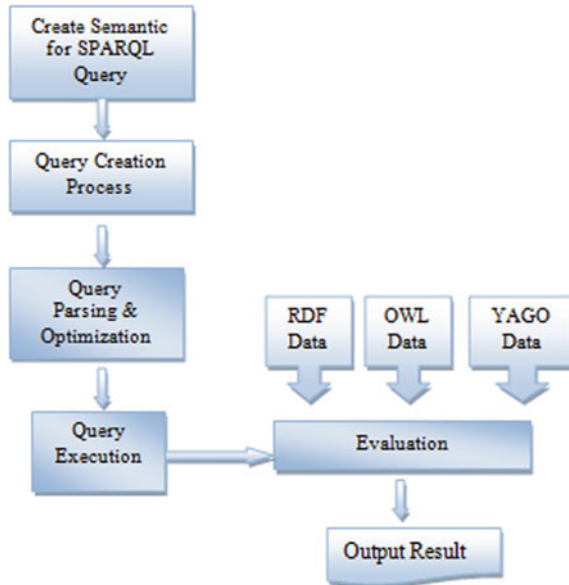 Create Semantic
for SPARQL
Query
Query Creation
Process
Query
Parsing &
Optimization
RDF
Data
OWL
Data
YAGO
Data
Query
Execution
Evaluation
Output Result